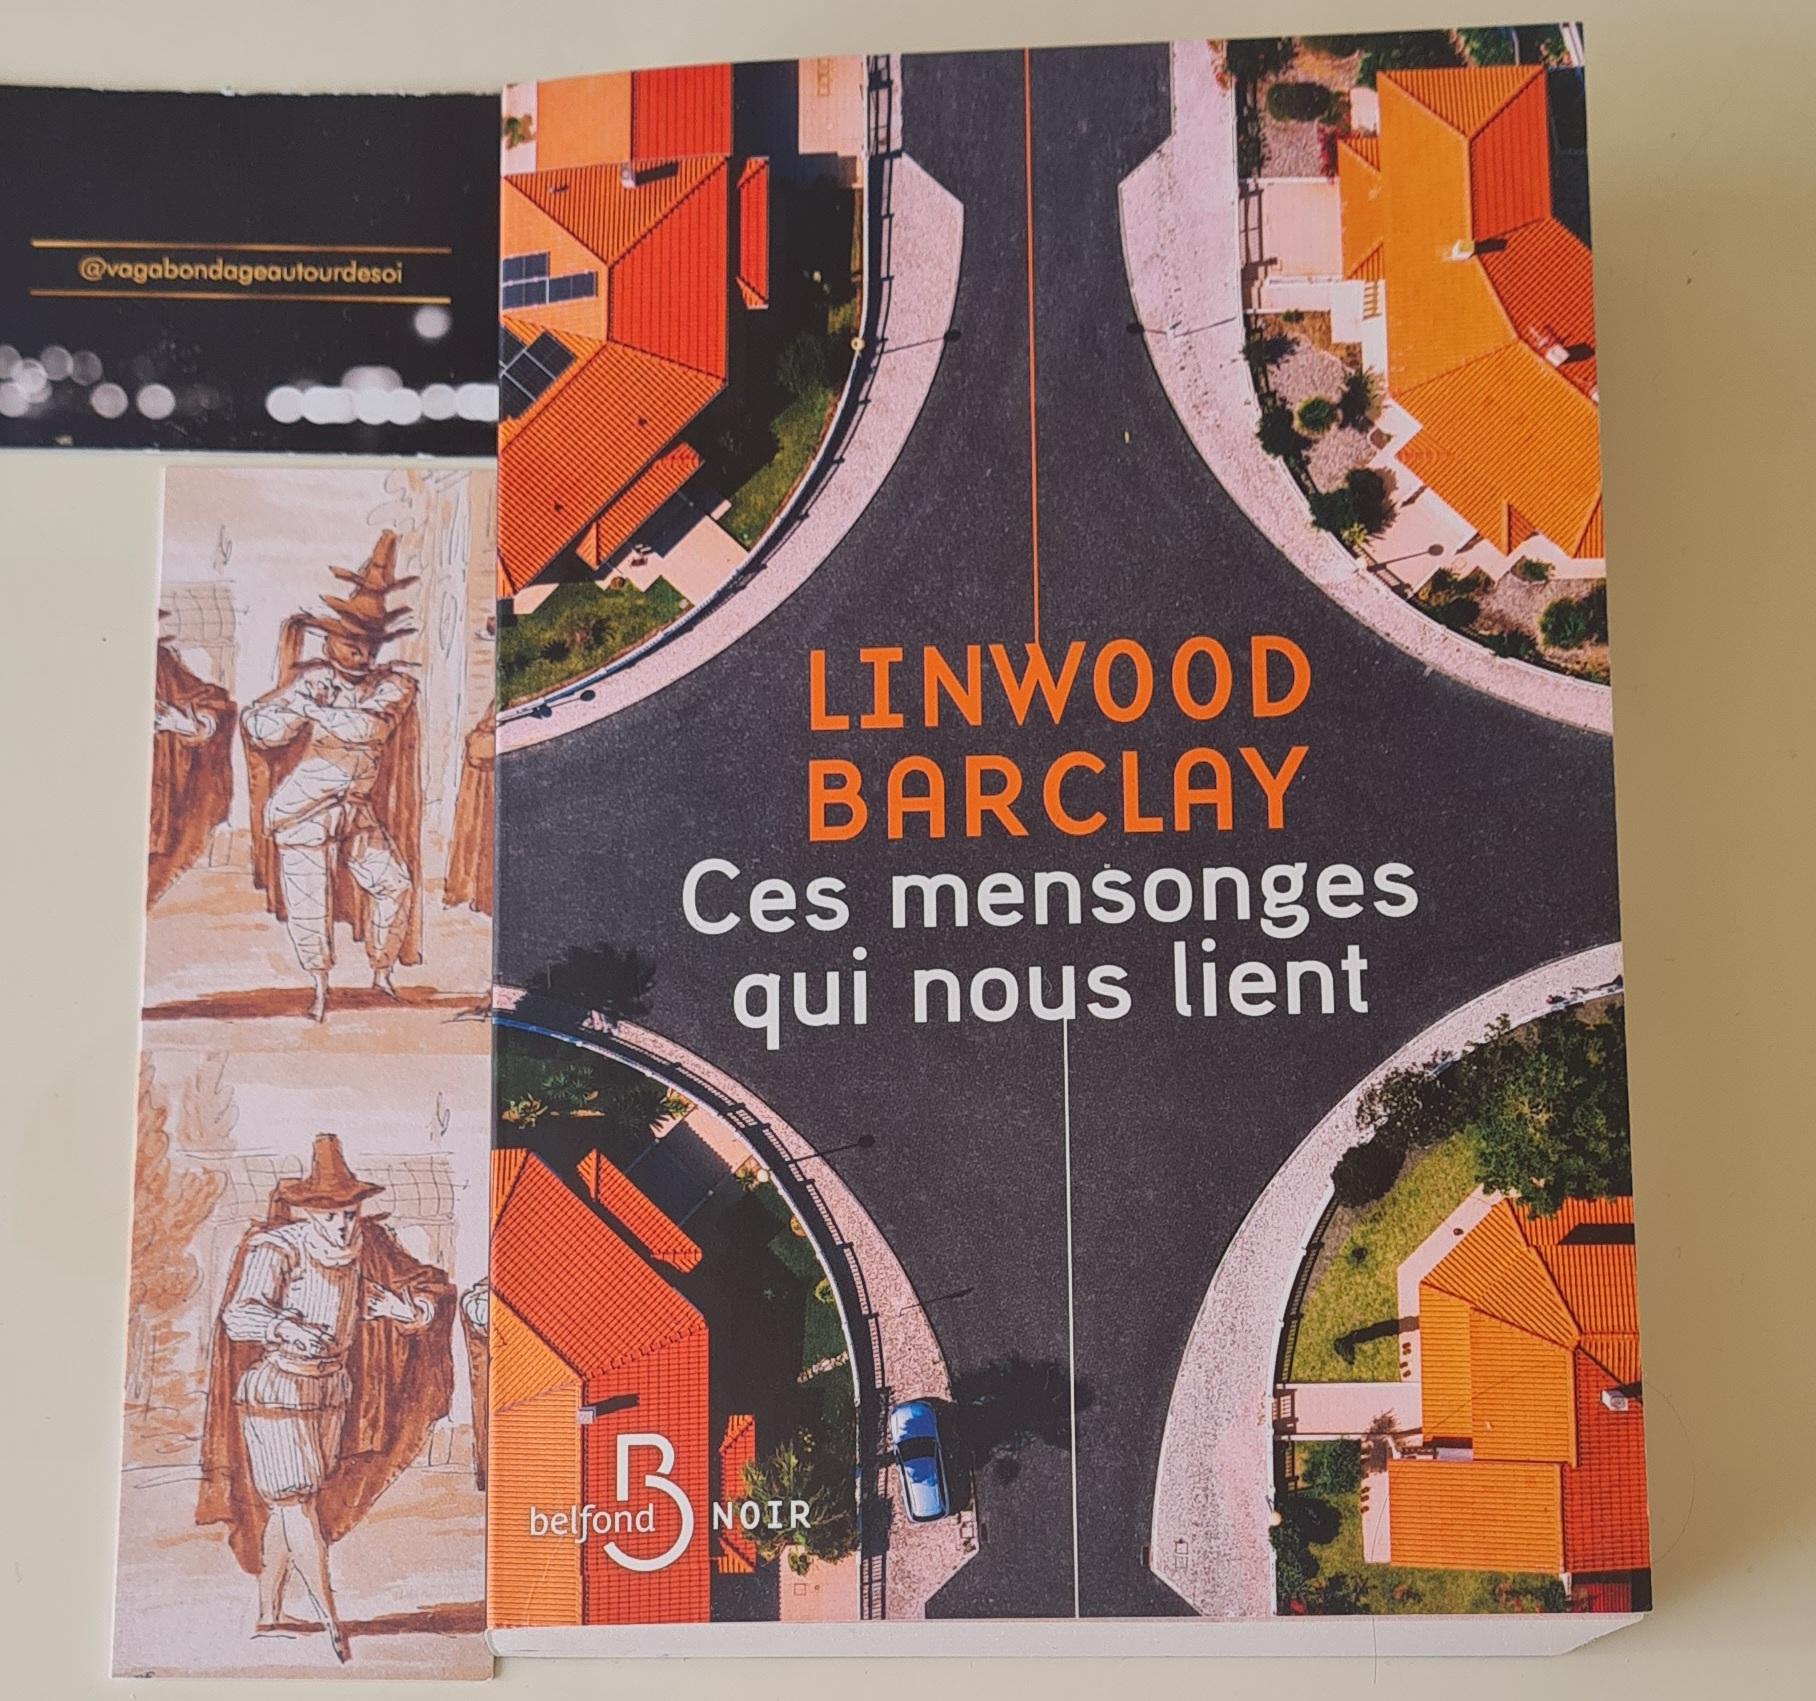 @vagabondageautourdesoi
LINWOOD
BARCLAY
Ces mensonges
qui nous lient
belfond
B
NOIR